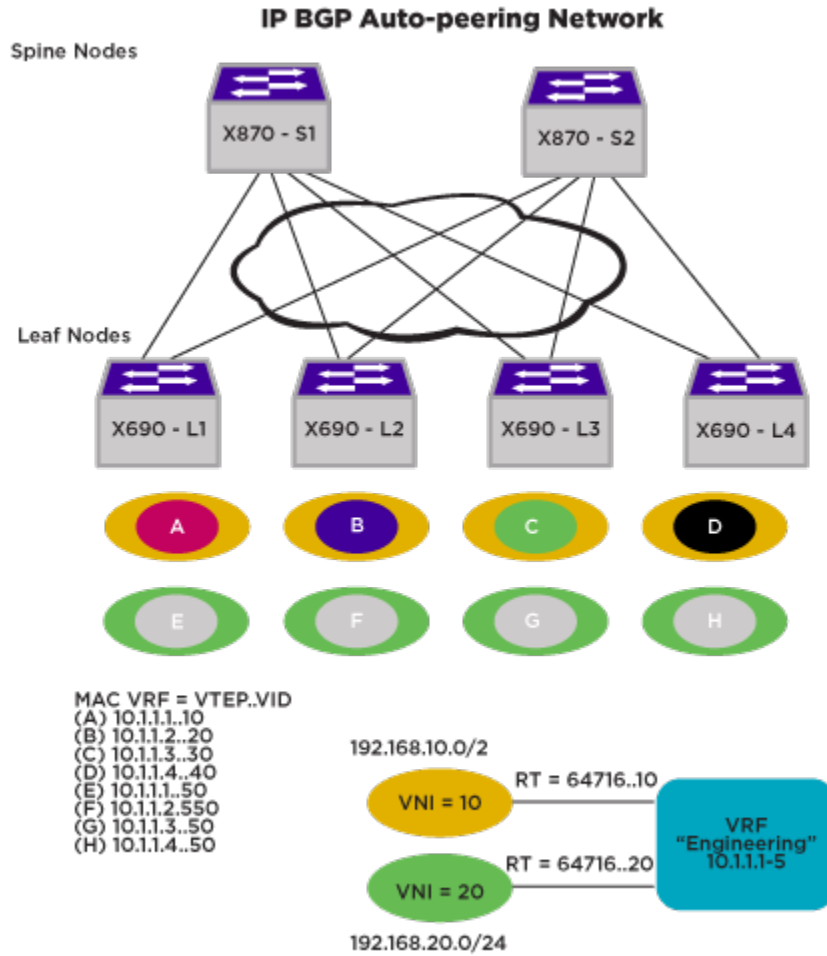 IP BGP Auto-peering Network
Spine Nodes
X870 - S1
X870 - S2
Leaf Nodes
X690 - L1
X690 - L2
X690 - L3
X690 - L4
A
B
C
D
E
F
G
H
MAC VRF = VTEP..VID
(A) 10.1.1.1..10
(B) 10.1.1.2..20
(C) 10.1.1.3..30
(D) 10.1.1.4..40
(E) 10.1.1.1..50
(F) 10.1.1.2.550
(G) 10.1.1.3..50
(H) 10.1.1.4..50
192.168.10.0/2
VNI = 10
RT = 64716..10
VNI = 20
RT = 64716..20
192.168.20.0/24
VRF
"Engineering"
10.1.1.1-5